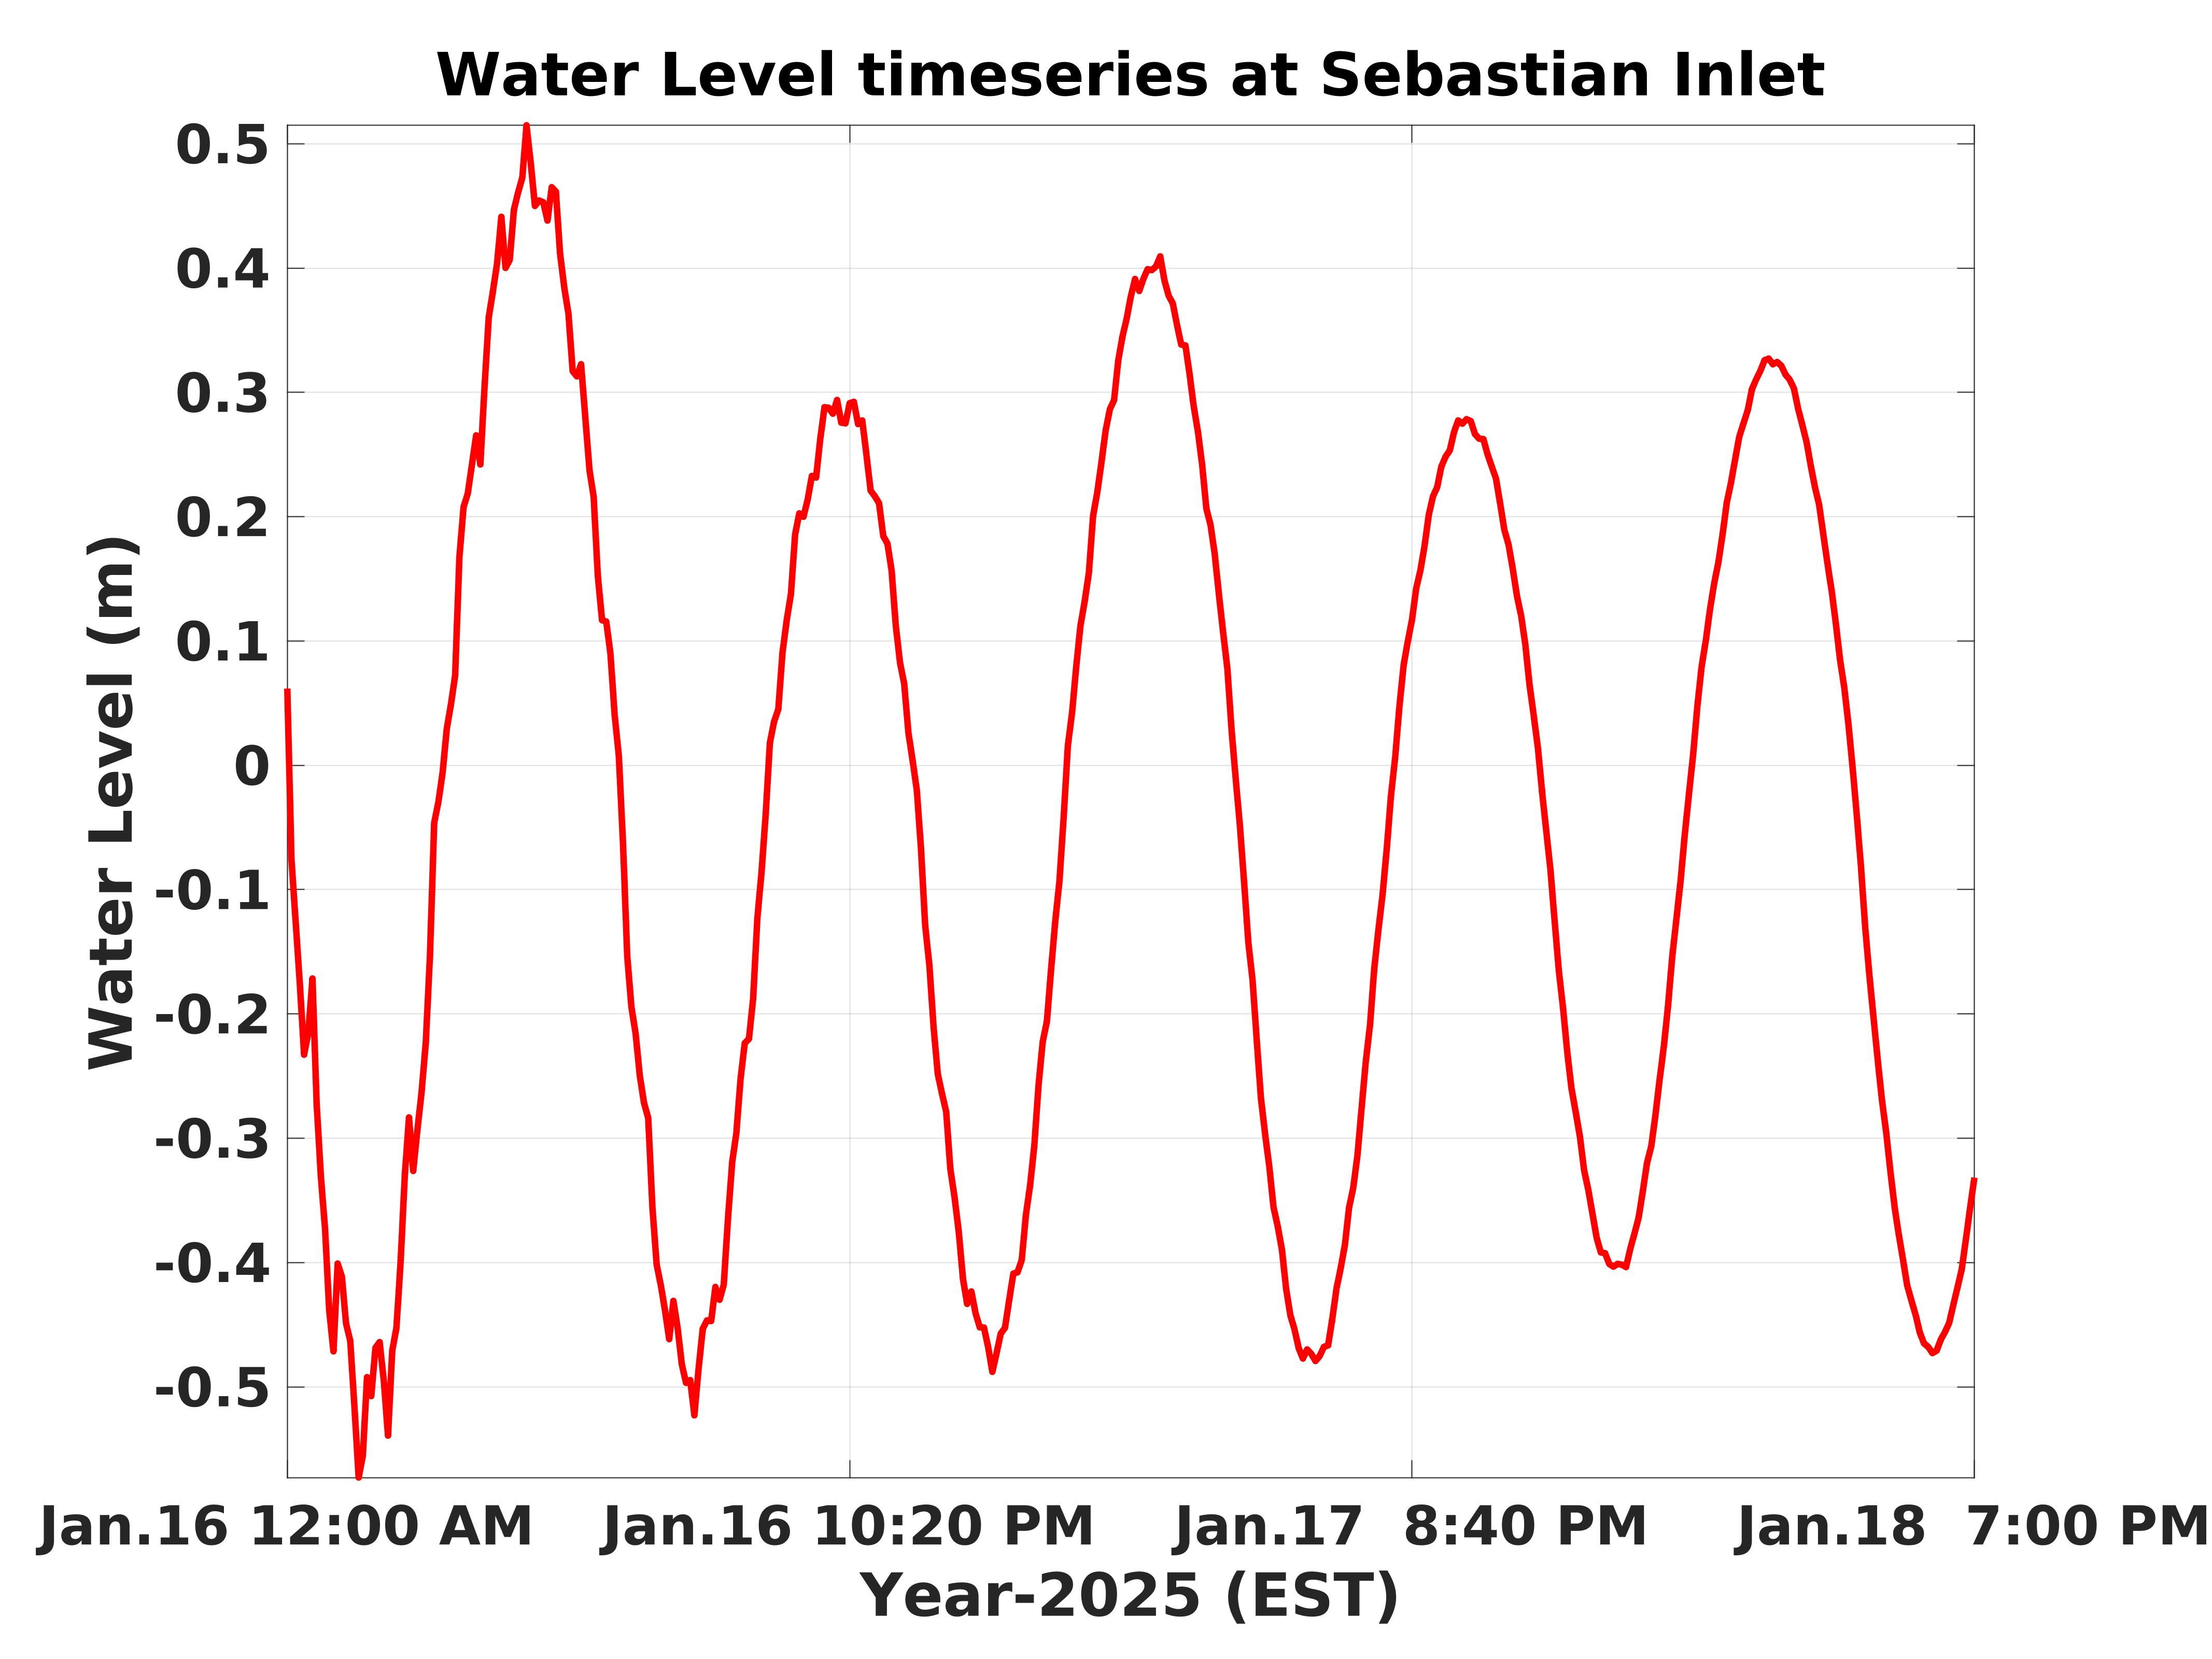 Water Level timeseries at Sebastian Inlet
Water Level (m)
0.5
0.4
0.3
0.2
0.1
0
-0.1
-0.2
-0.3
-0.4
-0.5
Jan.16 12:00 AM
Jan.16 10:20 PM
Jan.17 8:40 PM
Jan.18 7:00 PM
Year-2025 (EST)